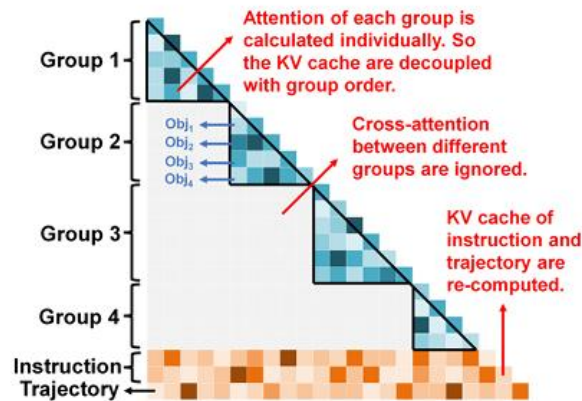 Group 1
Attention of each group is
calculated individually. So
the KV cache are decoupled
with group order.
Group 2
Obj₁
Obj₂
Obj₃
Obj₄
Cross-attention
between different
groups are ignored.
Group 3
KV cache of
instruction and
trajectory are
re-computed.
Group 4
Instruction
Trajectory